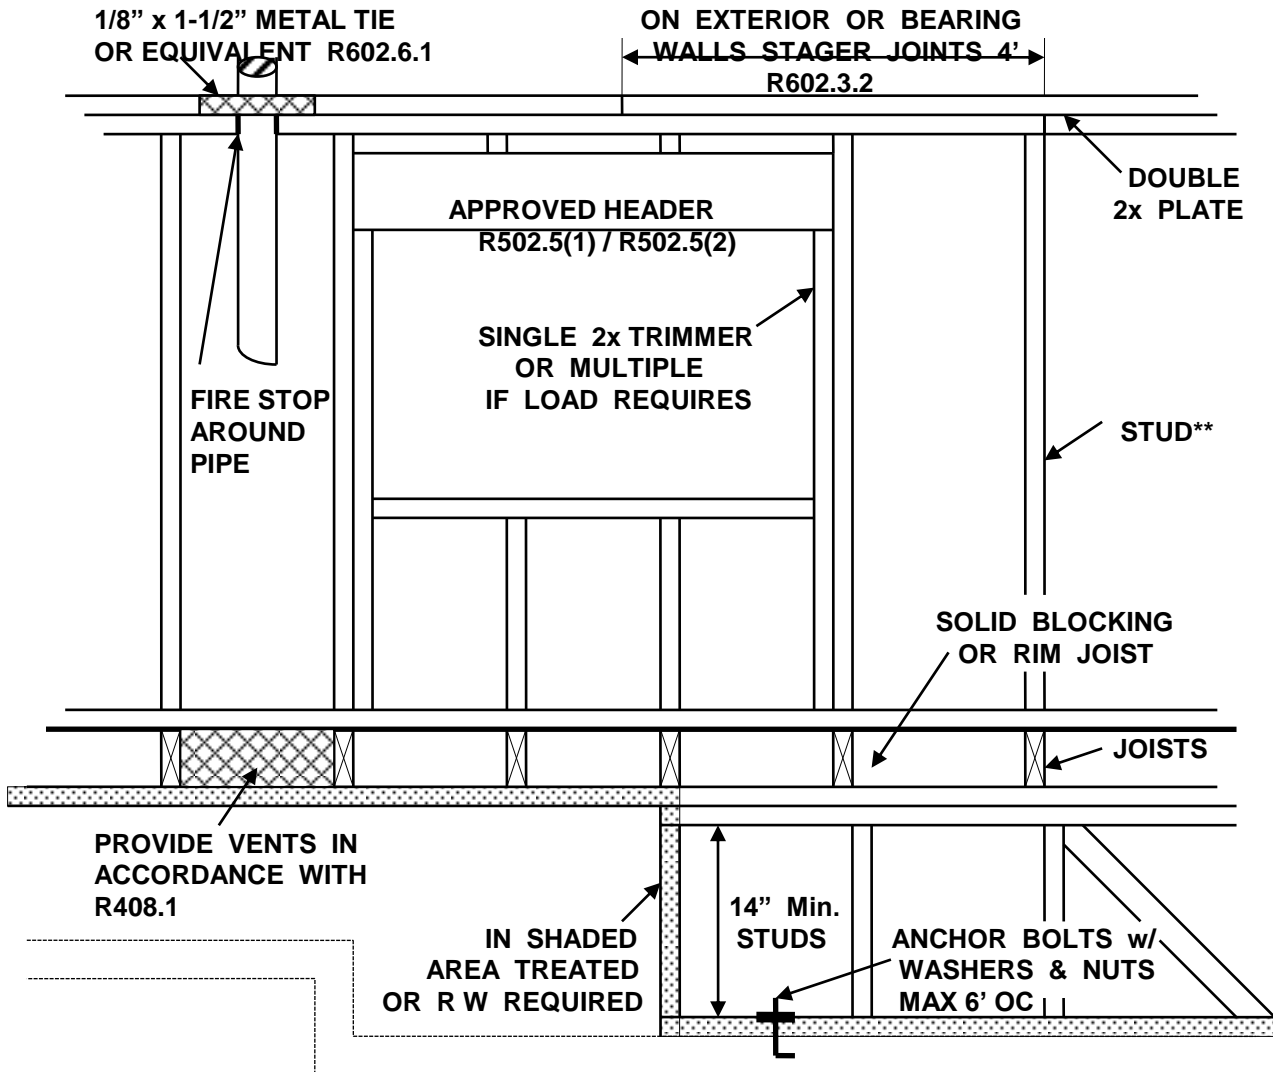 1/8” x 1-1/2” METAL TIE
OR EQUIVALENT R602.6.1
ON EXTERIOR OR BEARING
WALLS STAGER JOINTS 4’
R602.3.2
DOUBLE
2x PLATE
APPROVED HEADER
R502.5(1) / R502.5(2)
SINGLE 2x TRIMMER
OR MULTIPLE
IF LOAD REQUIRES
FIRE STOP
AROUND
PIPE
STUD**
SOLID BLOCKING
OR RIM JOIST
JOISTS
PROVIDE VENTS IN
ACCORDANCE WITH
R408.1
14” Min.
STUDS
IN SHADED
AREA TREATED
OR R W REQUIRED
ANCHOR BOLTS w/
WASHERS & NUTS
MAX 6’ OC